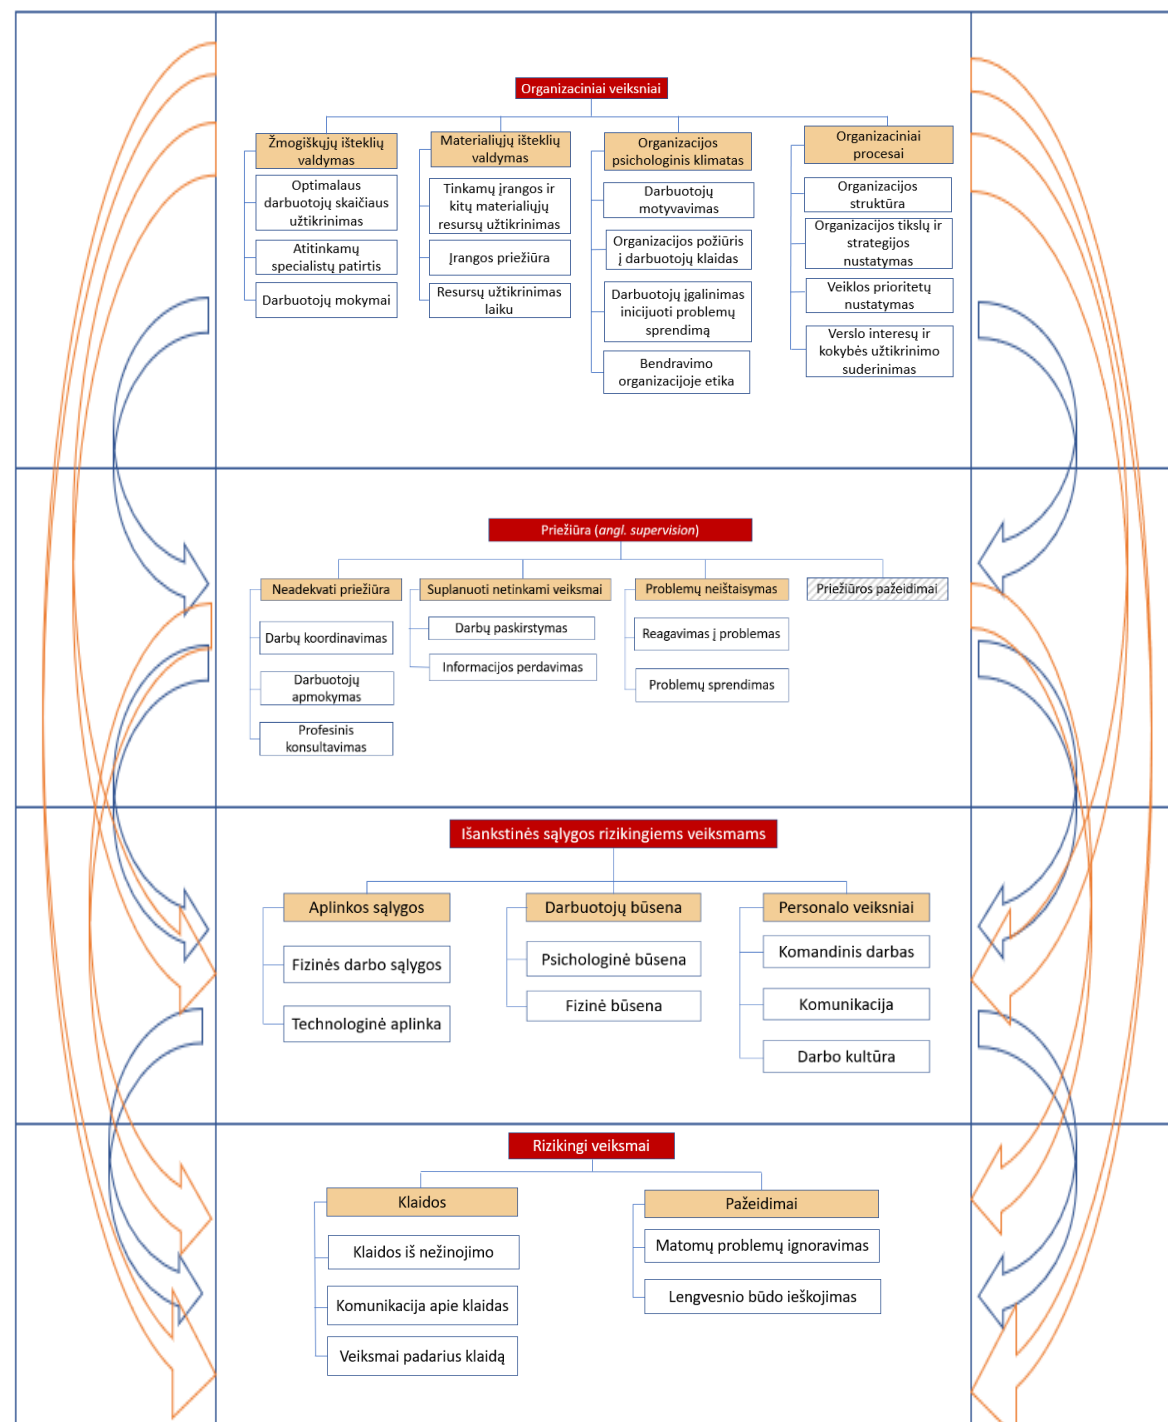 Organizaciniai veiksniai
Žmogiškųjų išteklių
valdymas
Optimalaus
darbuotojų skaičiaus
užtikrinimas
Atitinkamų
specialistų patirtis
Darbuotojų mokymai
Materialiųjų išteklių
valdymas
Tinkamų įrangos ir
kitų materialiųjų
resursų užtikrinimas
Įrangos priežiūra
Resursų užtikrinimas
laiku
Organizacijos
psichologinis klimatas
Darbuotojų
motyvavimas
Organizacijos požiūris
į darbuotojų klaidas
Darbuotojų įgalinimas
inicijuoti problemų
sprendimą
Bendravimo
organizacijoje etika
Organizaciniai
procesai
Organizacijos
struktūra
Organizacijos tikslų ir
strategijos
nustatymas
Veiklos prioritetų
nustatymas
Verslo interesų ir
kokybės užtikrinimo
suderinimas
Priežiūra (angl. supervision)
Neadekvati priežiūra
Darbų koordinavimas
Darbuotojų
apmokymas
Profesinis
konsultavimas
Suplanuoti netinkami veiksmai
Darbų paskirstymas
Informacijos perdavimas
Problemų neištaisymas
Reagavimas į problemas
Problemų sprendimas
Priežiūros pažeidimai
Išankstinės sąlygos rizikingiems veiksmams
Aplinkos sąlygos
Fizinės darbo sąlygos
Technologinė aplinka
Darbuotojų būsena
Psichologinė būsena
Fizinė būsena
Personalo veiksniai
Komandinis darbas
Komunikacija
Darbo kultūra
Rizikingi veiksmai
Klaidos
Klaidos iš nežinojimo
Komunikacija apie klaidas
Veiksmai padarius klaidą
Pažeidimai
Matomų problemų ignoravimas
Lengvesnio būdo ieškojimas